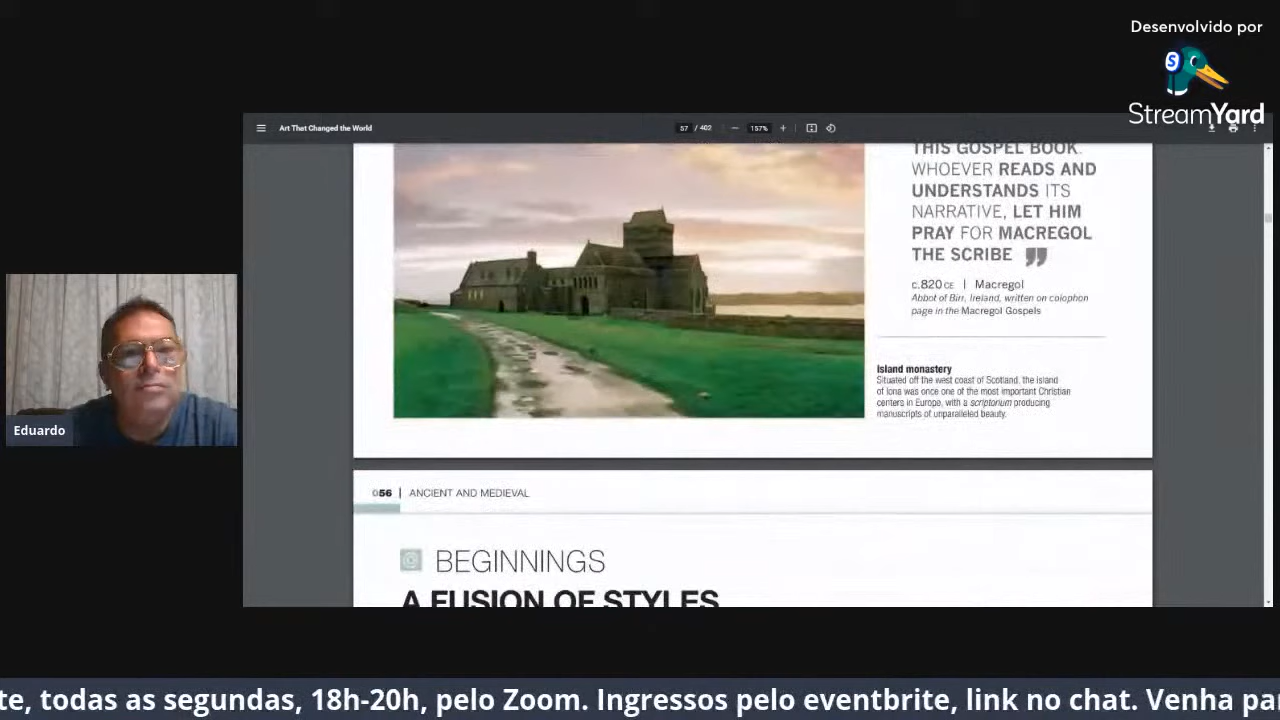 Desenvolvido por
StreamYard
Art That Changed the World
57 / 402
157%
THIS GOSPEL BOOK.
WHOEVER READS AND
UNDERSTANDS ITS
NARRATIVE, LET HIM
PRAY FOR MACREGOL
THE SCRIBE ”
c.820 CE | Macregol
Abbot of Birr, Ireland, written on colophon
page in the Macregol Gospels
Island monastery
Situated off the west coast of Scotland, the island
of Iona was once one of the most important Christian
centers in Europe, with a scriptorium producing
manuscripts of unparalleled beauty.
Eduardo
056 | ANCIENT AND MEDIEVAL
BEGINNINGS
A FUSION OF STYLES
te, todas as segundas, 18h-20h, pelo Zoom. Ingressos pelo eventbrite, link no chat. Venha pa